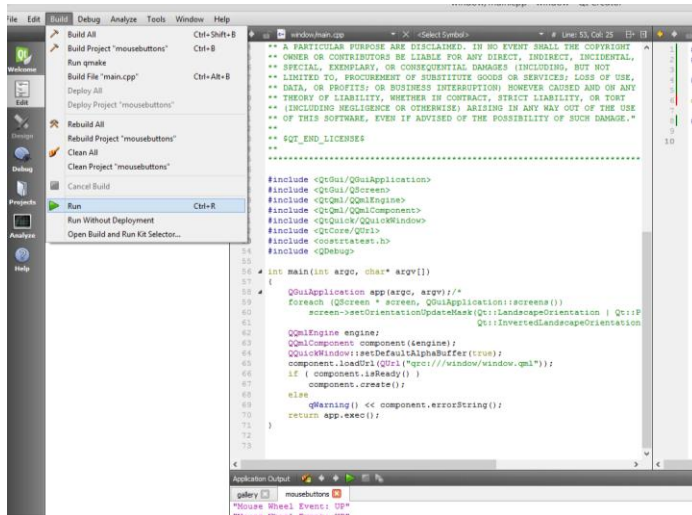 File Edit Build Debug Analyze Tools Window Help
Build All Ctrl+Shift+B
Build Project "mousebuttons" Ctrl+B
Run qmake
Build File "main.cpp" Ctrl+Alt+B
Deploy All
Deploy Project "mousebuttons"
Rebuild All
Rebuild Project "mousebuttons"
Clean All
Clean Project "mousebuttons"
Cancel Build
Run Ctrl+R
Run Without Deployment
Open Build and Run Kit Selector...
Welcome
Edit
Design
Debug
Projects
Analyze
Help
window/main.cpp <Select Symbol> # Line: 53, Col: 25
** A PARTICULAR PURPOSE ARE DISCLAIMED. IN NO EVENT SHALL THE COPYRIGHT
** OWNER OR CONTRIBUTORS BE LIABLE FOR ANY DIRECT, INDIRECT, INCIDENTAL,
** SPECIAL, EXEMPLARY, OR CONSEQUENTIAL DAMAGES (INCLUDING, BUT NOT
** LIMITED TO, PROCUREMENT OF SUBSTITUTE GOODS OR SERVICES; LOSS OF USE,
** DATA, OR PROFITS; OR BUSINESS INTERRUPTION) HOWEVER CAUSED AND ON ANY
** THEORY OF LIABILITY, WHETHER IN CONTRACT, STRICT LIABILITY, OR TORT
** (INCLUDING NEGLIGENCE OR OTHERWISE) ARISING IN ANY WAY OUT OF THE USE
** OF THIS SOFTWARE, EVEN IF ADVISED OF THE POSSIBILITY OF SUCH DAMAGE."
**
** $QT_END_LICENSE$
**
#include <QtGui/QGuiApplication>
#include <QtGui/QScreen>
#include <QtQml/QQmlEngine>
#include <QtQml/QQmlComponent>
#include <QtQuick/QQuickWindow>
#include <QtCore/QUrl>
#include <costrtatest.h>
54 #include <QDebug>
55
56 int main(int argc, char* argv[])
57 {
58 QGuiApplication app(argc, argv);/*
59 foreach (QScreen * screen, QGuiApplication::screens())
60 screen->setOrientationUpdateMask(Qt::LandscapeOrientation | Qt::P
61 Qt::InvertedLandscapeOrientation
62 QQmlEngine engine;
63 QQmlComponent component(&engine);
64 QQuickWindow::setDefaultAlphaBuffer(true);
65 component.loadUrl(QUrl("qrc:///window/window.qml"));
66 if ( component.isReady() )
67 component.create();
68 else
69 qWarning() << component.errorString();
70 return app.exec();
71 }
72
73
Application Output
gallery mousebuttons
"Mouse Wheel Event: UP"